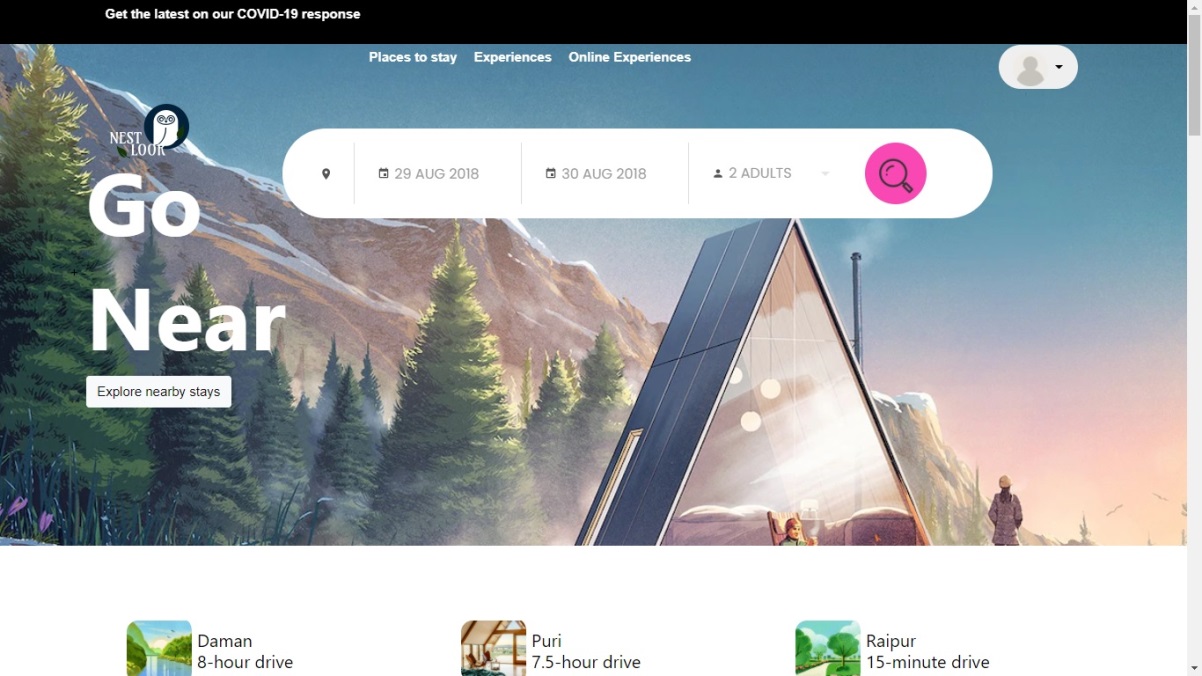 Get the latest on our COVID-19 response
Places to stay Experiences Online Experiences
NEST
LOOK
29 AUG 2018 30 AUG 2018 2 ADULTS
Go
Near
Explore nearby stays
Daman
8-hour drive
Puri
7.5-hour drive
Raipur
15-minute drive